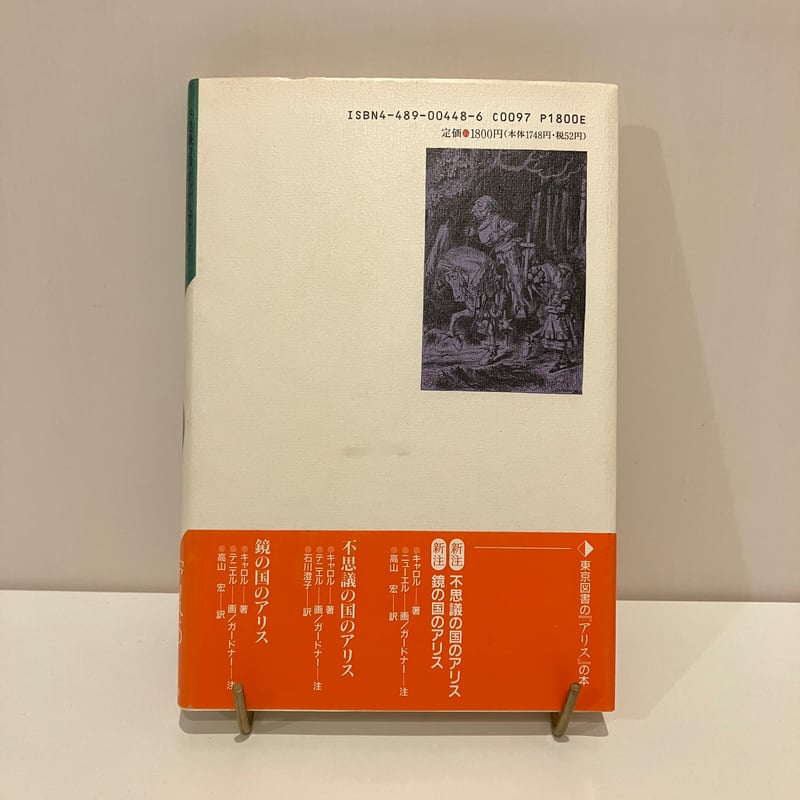 ISBN4-489-00448-6 C0097 P1800E
定価●1800円(本体1748円・税52円)
東京図書の『アリス』の本
新注 不思議の国のアリス
新注 鏡の国のアリス
●キャロル——著
●ニューエル——画/ガードナー——注
●高山 宏——訳
不思議の国のアリス
●キャロル——著
●テニエル——画/ガードナー——注
●石川澄子——訳
鏡の国のアリス
●キャロル——著
●テニエル——画/ガードナー——注
●高山 宏——訳